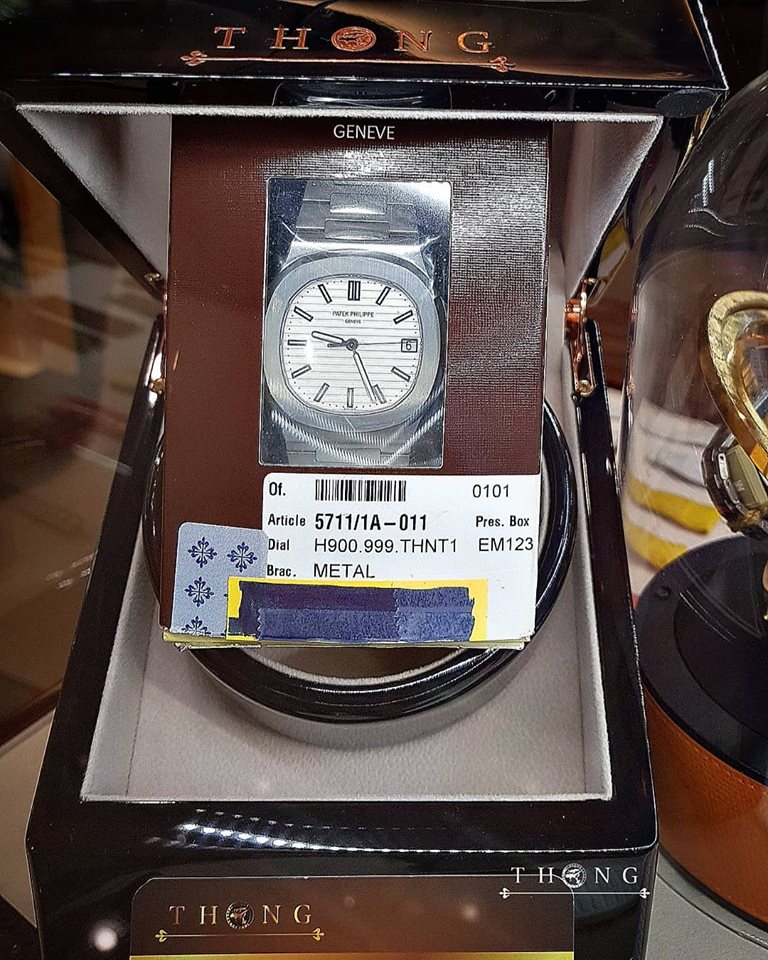 THONG
GENEVE
PATEK PHILIPPE
GENEVE
6
Of. 0101
Article 5711/1A-011 Pres. Box
Dial H900.999.THNT1 EM123
Brac. METAL
THONG
THONG